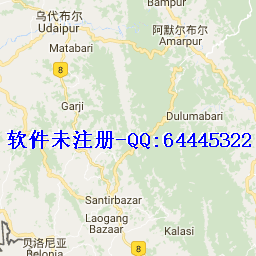 Bampur
乌代布尔
Udaipur
阿默尔布尔
Amarpur
Matabari
8
Garji
Dulumabari
软件未注册-QQ:64445322
Santirbazar
Laogang
Bazaar
贝洛尼亚
Belonia
Kalasi
8